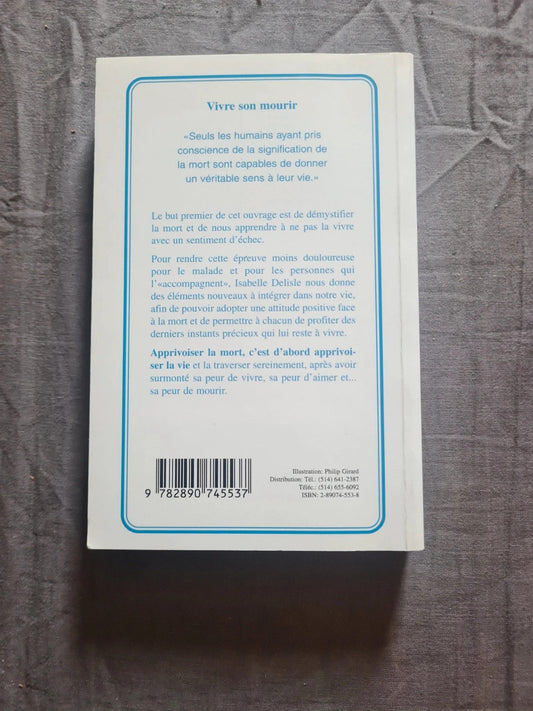 Vivre son mourir
«Seuls les humains ayant pris
conscience de la signification de
la mort sont capables de donner
un véritable sens à leur vie.»
Le but premier de cet ouvrage est de démystifier
la mort et de nous apprendre à ne pas la vivre
avec un sentiment d'échec.
Pour rendre cette épreuve moins douloureuse
pour le malade et pour les personnes qui
l'«accompagnent», Isabelle Delisle nous donne
des éléments nouveaux à intégrer dans notre vie,
afin de pouvoir adopter une attitude positive face
à la mort et de permettre à chacun de profiter des
derniers instants précieux qui lui reste à vivre.
Apprivoiser la mort, c'est d'abord apprivoi-
ser la vie et la traverser sereinement, après avoir
surmonté sa peur de vivre, sa peur d'aimer et...
sa peur de mourir.
Illustration: Philip Girard
Distribution: Tél.: (514) 641-2387
Téléc.: (514) 655-6092
ISBN: 2-89074-553-8
9 782890 745537